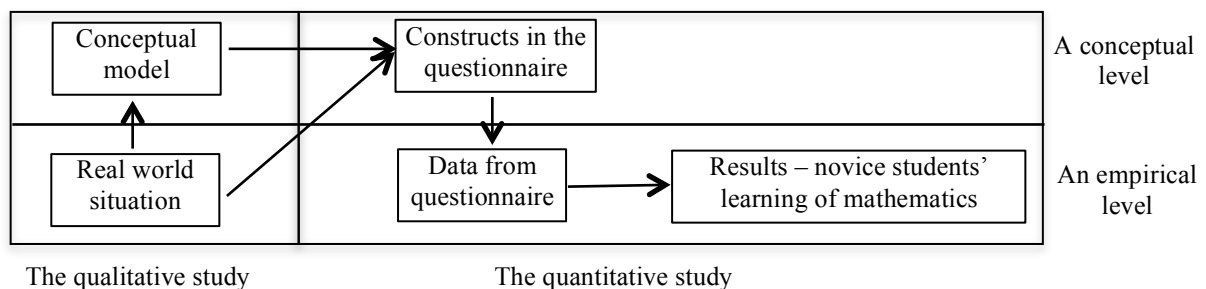 Conceptual
model
Constructs in the
questionnaire
A conceptual
level
Real world
situation
Data from
questionnaire
Results – novice students’
learning of mathematics
An empirical
level
The qualitative study
The quantitative study